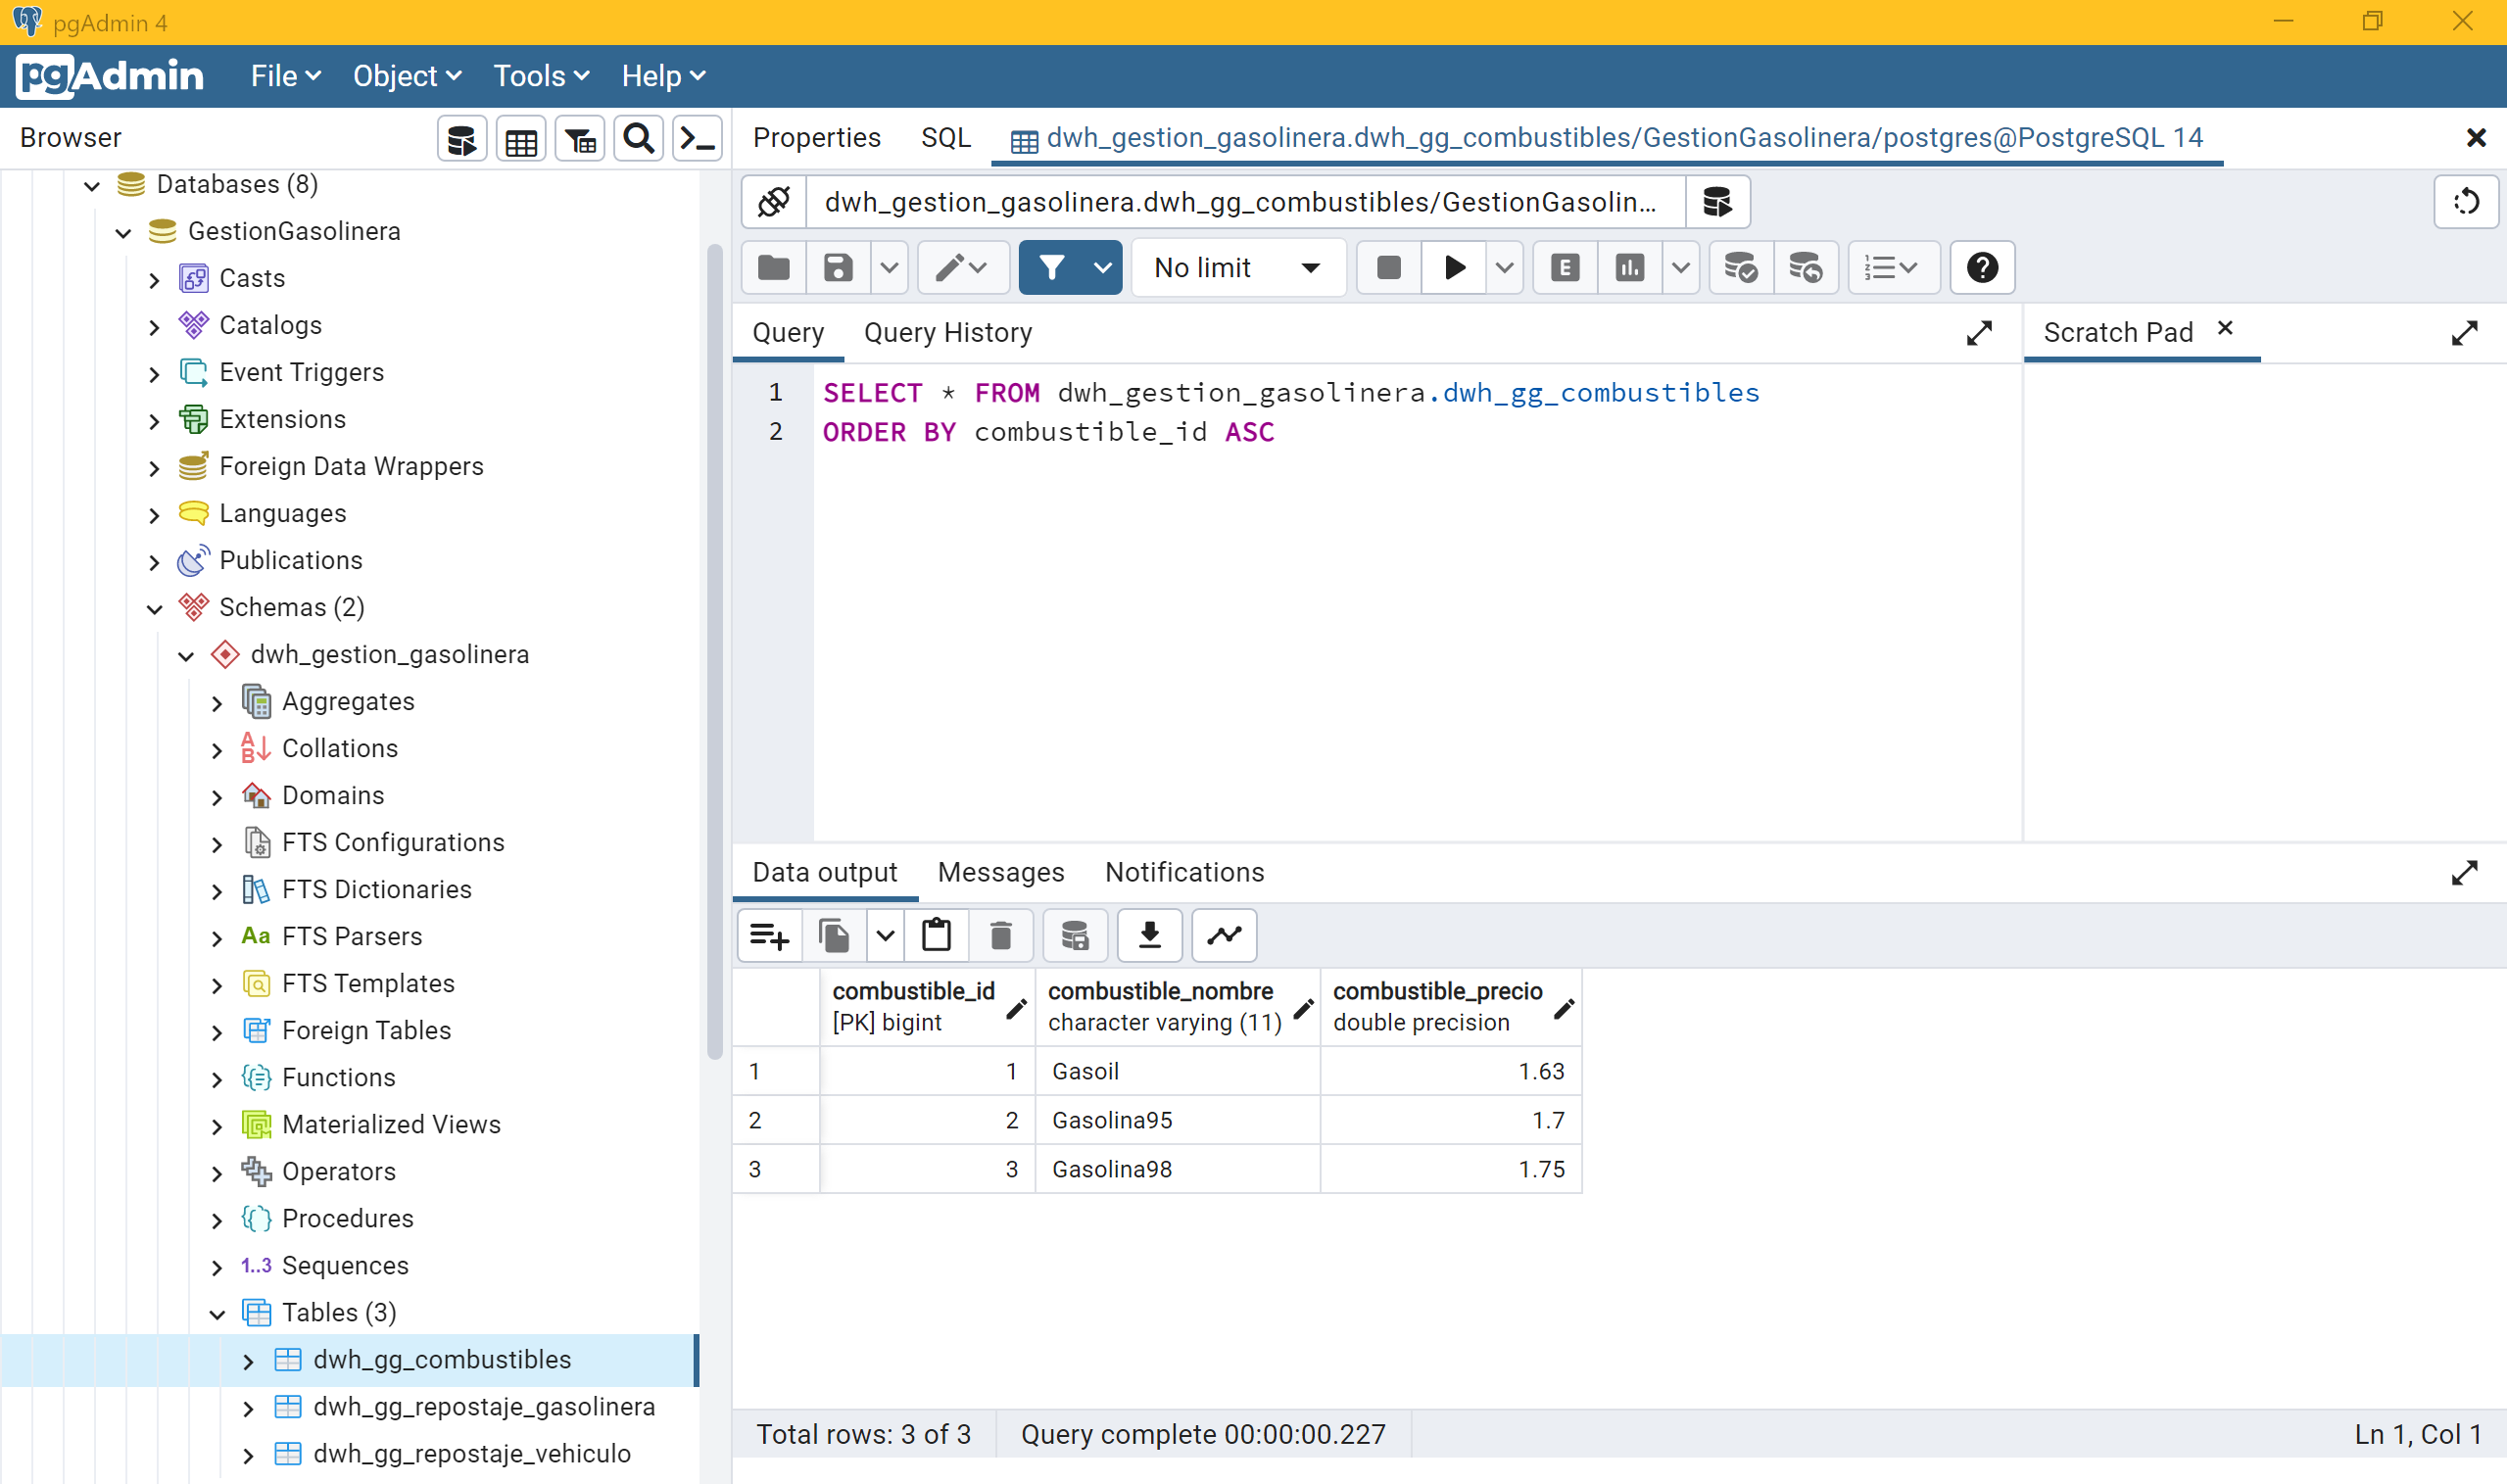 pgAdmin 4
pgAdmin File Object Tools Help
Browser
Properties SQL dwh_gestion_gasolinera.dwh_gg_combustibles/GestionGasolinera/postgres@PostgreSQL 14
Databases (8)
GestionGasolinera
Casts
Catalogs
Event Triggers
Extensions
Foreign Data Wrappers
Languages
Publications
Schemas (2)
dwh_gestion_gasolinera
Aggregates
Collations
Domains
FTS Configurations
FTS Dictionaries
Aa FTS Parsers
FTS Templates
Foreign Tables
Functions
Materialized Views
Operators
Procedures
1..3 Sequences
Tables (3)
dwh_gg_combustibles
dwh_gg_repostaje_gasolinera
dwh_gg_repostaje_vehiculo
dwh_gestion_gasolinera.dwh_gg_combustibles/GestionGasolin...
No limit
E
Query Query History
Scratch Pad
1 SELECT * FROM dwh_gestion_gasolinera.dwh_gg_combustibles
2 ORDER BY combustible_id ASC
Data output Messages Notifications
combustible_id combustible_nombre combustible_precio
[PK] bigint character varying (11) double precision
1 1 Gasoil 1.63
2 2 Gasolina95 1.7
3 3 Gasolina98 1.75
Total rows: 3 of 3 Query complete 00:00:00.227 Ln 1, Col 1